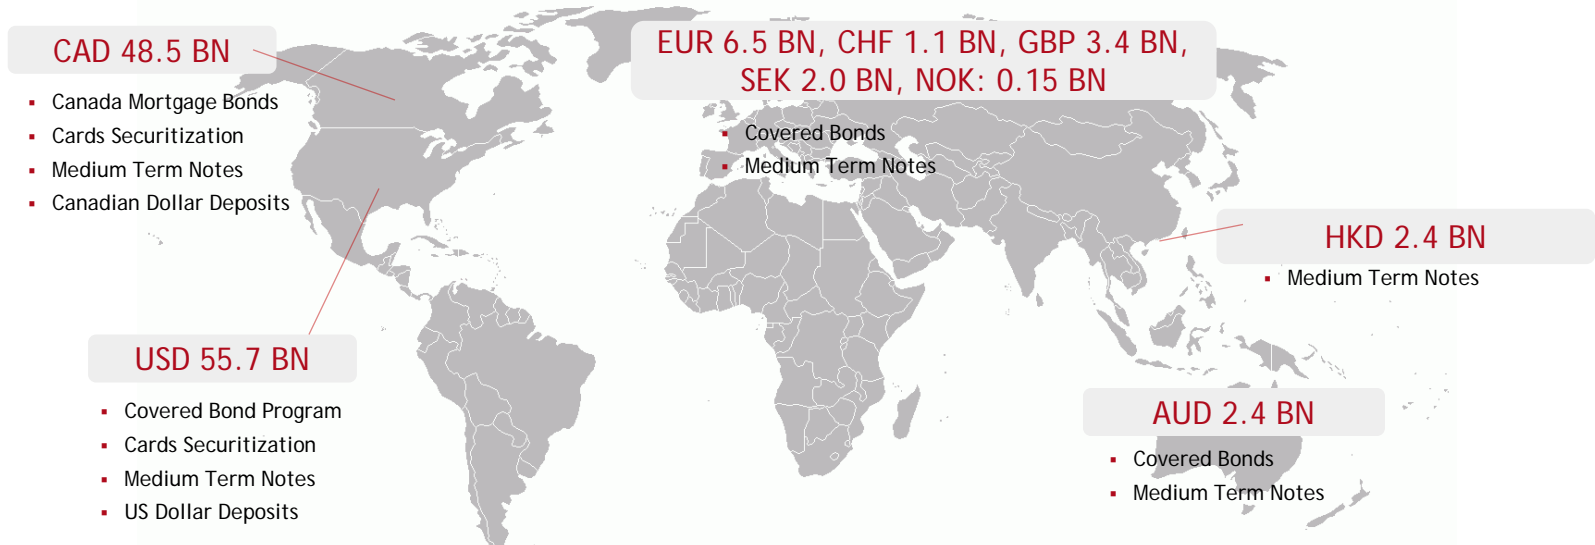 CAD 48.5 BN
▪ Canada Mortgage Bonds
▪ Cards Securitization
▪ Medium Term Notes
▪ Canadian Dollar Deposits
EUR 6.5 BN, CHF 1.1 BN, GBP 3.4 BN,
SEK 2.0 BN, NOK: 0.15 BN
▪ Covered Bonds
▪ Medium Term Notes
HKD 2.4 BN
▪ Medium Term Notes
USD 55.7 BN
▪ Covered Bond Program
▪ Cards Securitization
▪ Medium Term Notes
▪ US Dollar Deposits
AUD 2.4 BN
▪ Covered Bonds
▪ Medium Term Notes